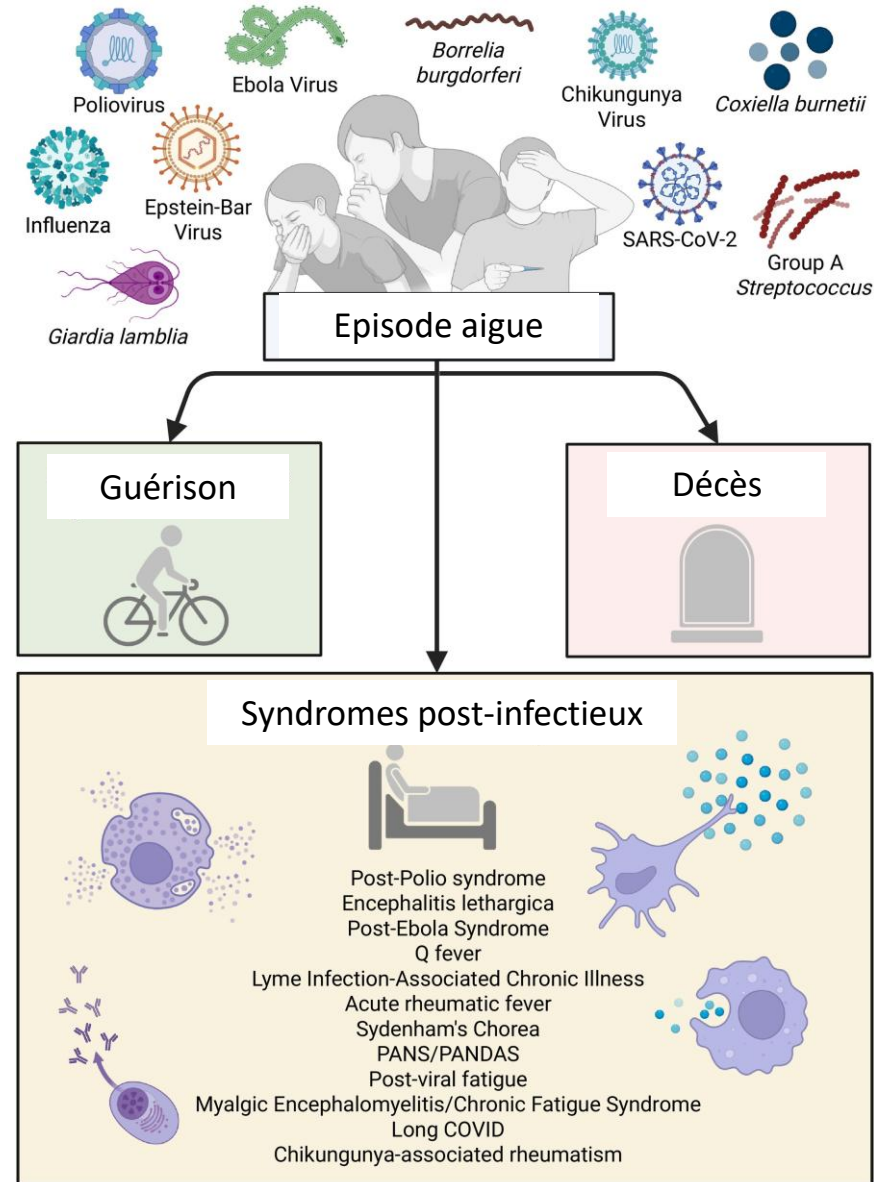 Poliovirus
Ebola Virus
Borrelia
burgdorferi
Chikungunya
Virus
Coxiella burnetii
Influenza
Epstein-Bar
Virus
SARS-CoV-2
Group A
Streptococcus
Giardia lamblia
Episode aigue
Guérison
Décès
Syndromes post-infectieux
Post-Polio syndrome
Encephalitis lethargica
Post-Ebola Syndrome
Q fever
Lyme Infection-Associated Chronic Illness
Acute rheumatic fever
Sydenham's Chorea
PANS/PANDAS
Post-viral fatigue
Myalgic Encephalomyelitis/Chronic Fatigue Syndrome
Long COVID
Chikungunya-associated rheumatism